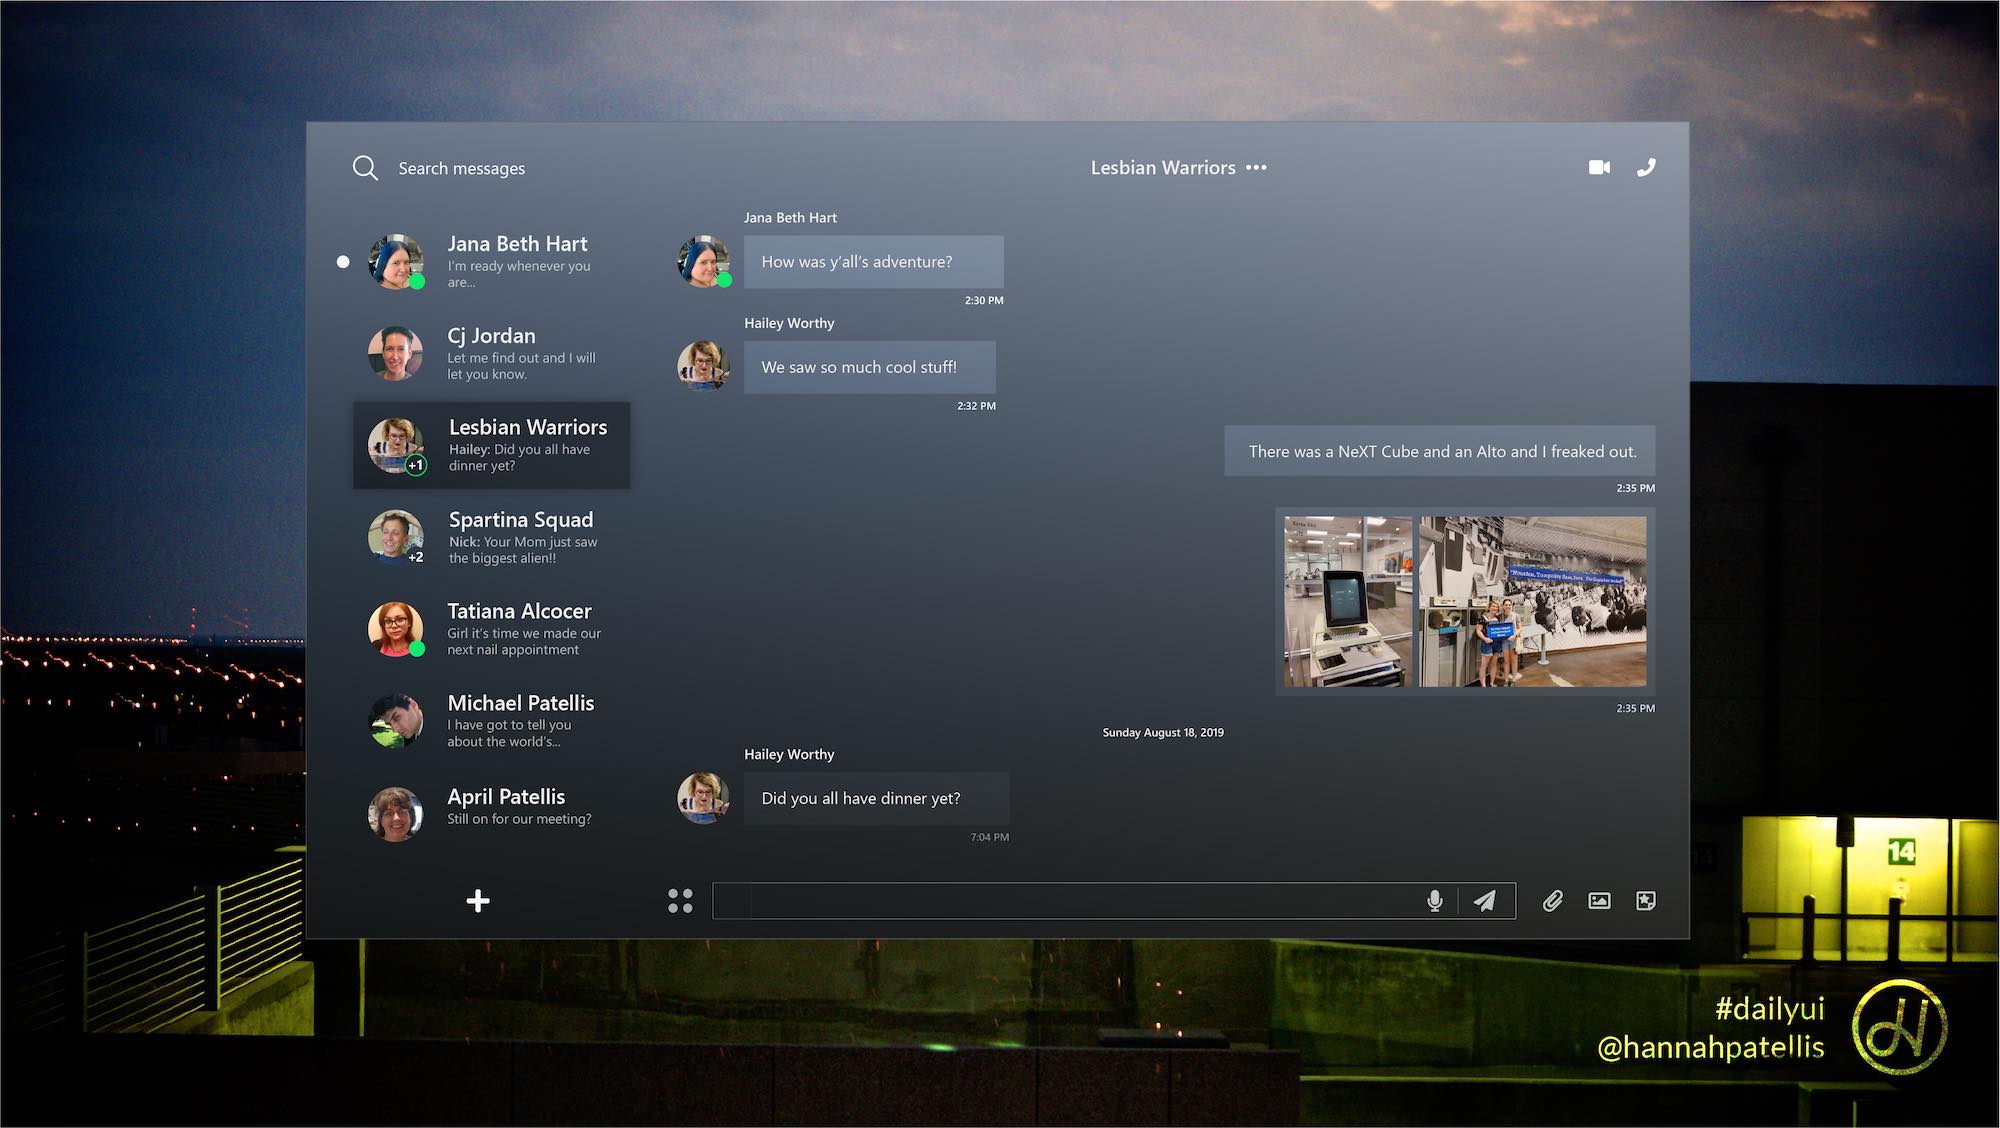 Search messages
Lesbian Warriors •••
Jana Beth Hart
I'm ready whenever you
are...
Cj Jordan
Let me find out and I will
let you know.
Lesbian Warriors
Hailey: Did you all have
dinner yet?
+1
Spartina Squad
Nick: Your Mom just saw
the biggest alien!!
+2
Tatiana Alcocer
Girl it's time we made our
next nail appointment
Michael Patellis
I have got to tell you
about the world's...
April Patellis
Still on for our meeting?
Jana Beth Hart
How was y'all's adventure?
2:30 PM
Hailey Worthy
We saw so much cool stuff!
2:32 PM
There was a NeXT Cube and an Alto and I freaked out.
2:35 PM
2:35 PM
Sunday August 18, 2019
Hailey Worthy
Did you all have dinner yet?
7:04 PM
14
14
#dailyui
@hannahpatellis